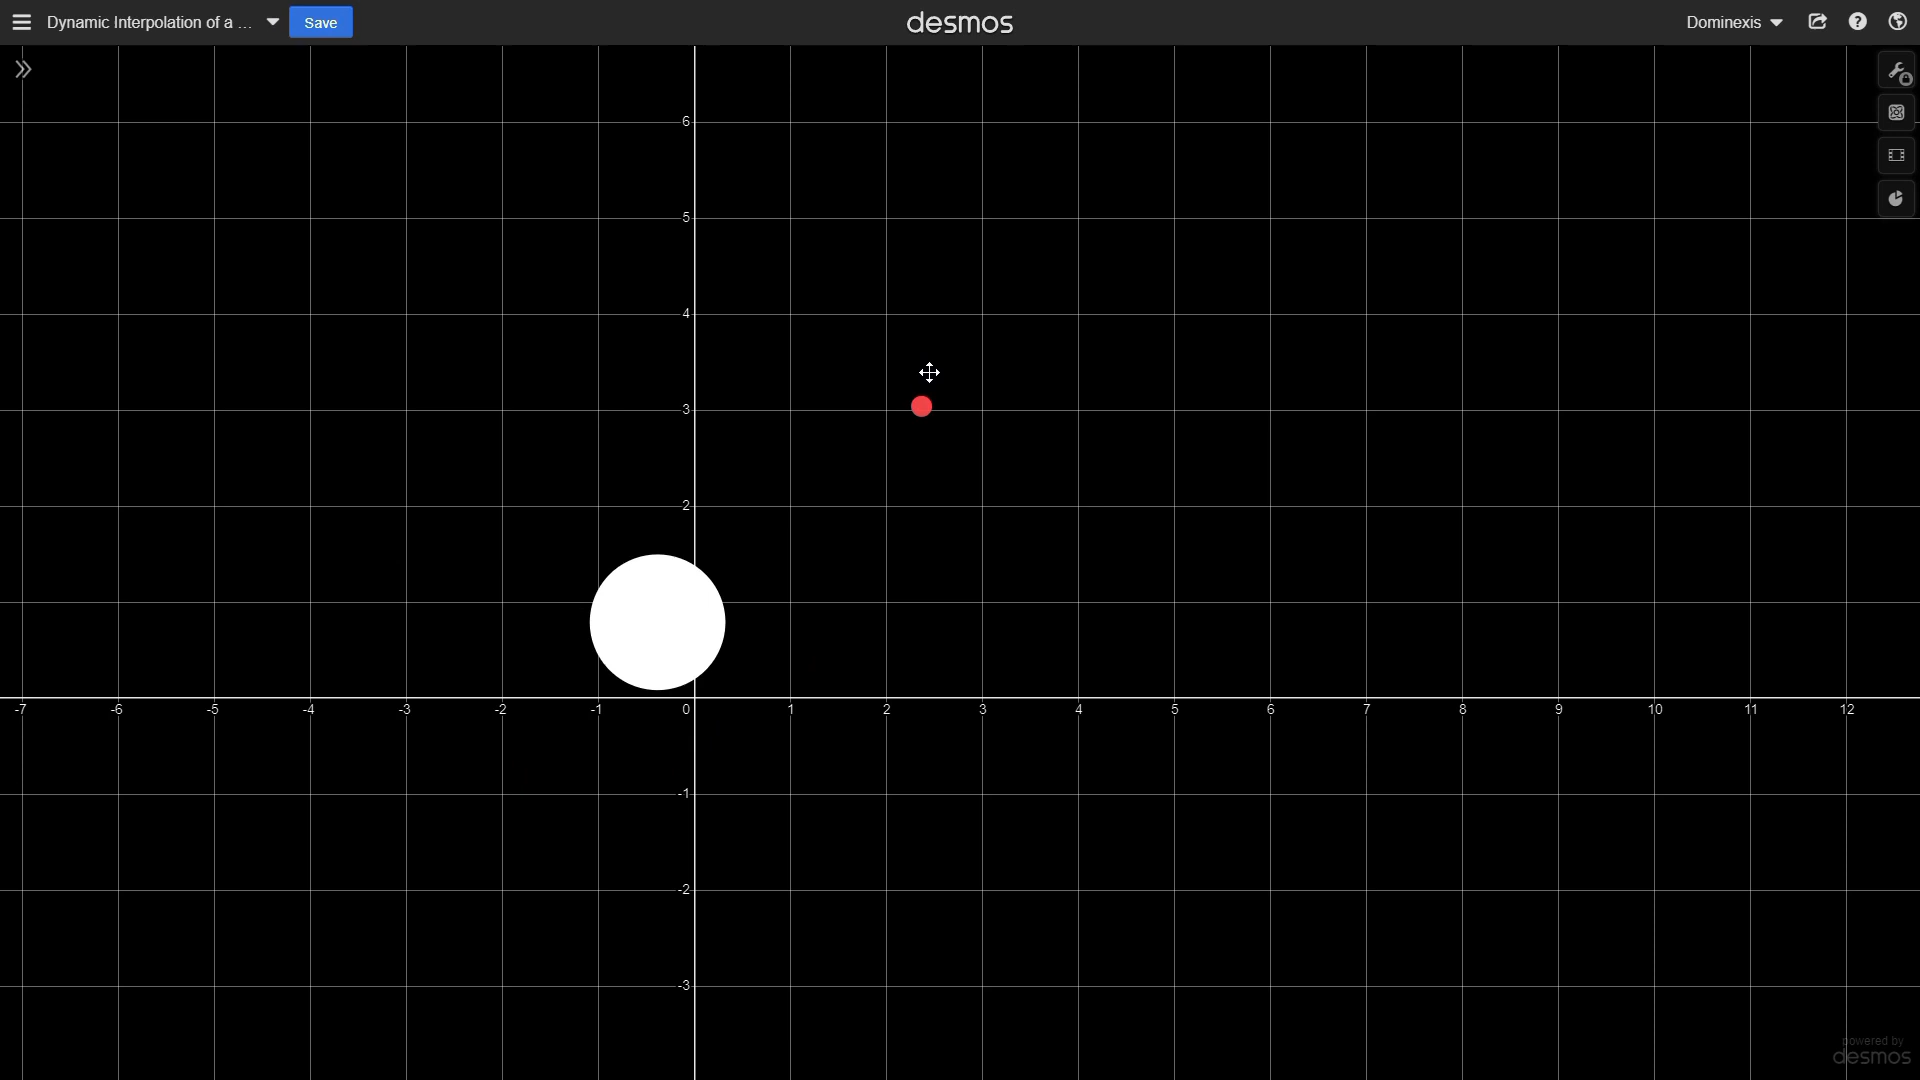 Dynamic Interpolation of a ...
Save
desmos
Dominexis
6
5
4
3
2
-7 -6 -5 -4 -3 -2 -1 0 1 2 3 4 5 6 7 8 9 10 11 12
-1
-2
-3
powered by
desmos